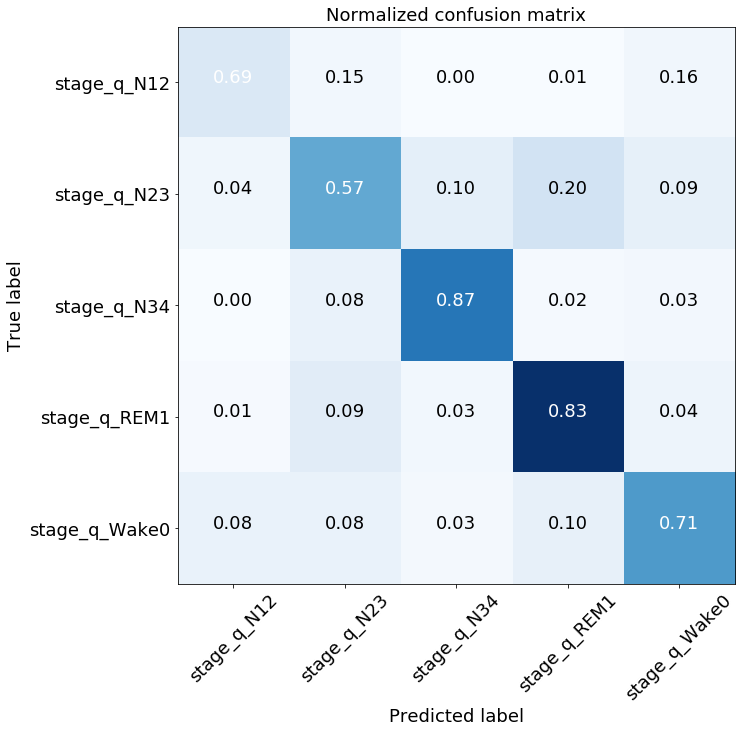 Normalized confusion matrix
stage_q_N12 0.69 0.15 0.00 0.01 0.16
stage_q_N23 0.04 0.57 0.10 0.20 0.09
stage_q_N34 0.00 0.08 0.87 0.02 0.03
stage_q_REM1 0.01 0.09 0.03 0.83 0.04
stage_q_Wake0 0.08 0.08 0.03 0.10 0.71
True label
stage_q_N12 stage_q_N23 stage_q_N34 stage_q_REM1 stage_q_Wake0
Predicted label